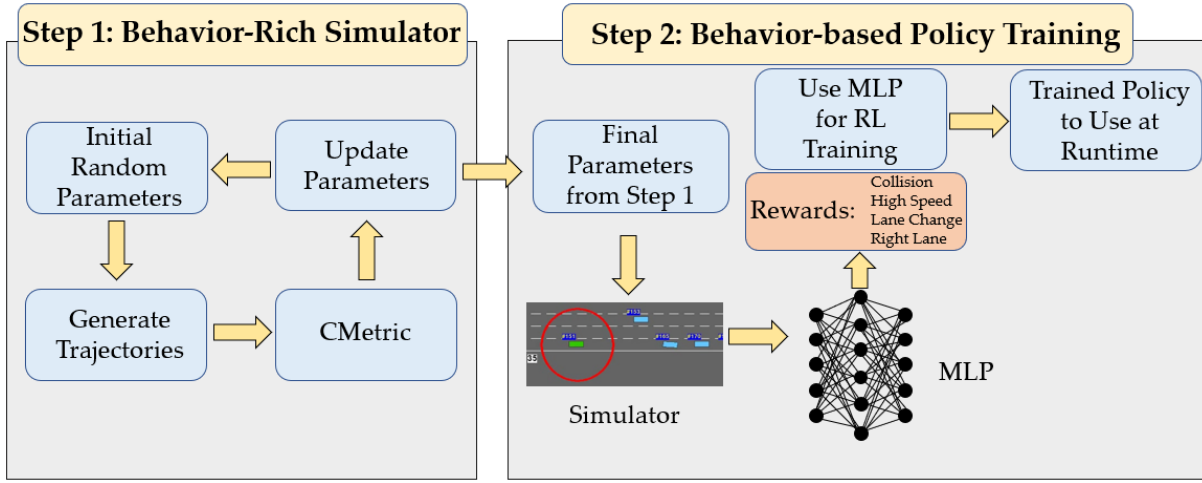 Step 1: Behavior-Rich Simulator
Initial
Random
Parameters
Update
Parameters
Generate
Trajectories
CMetric
Step 2: Behavior-based Policy Training
Final
Parameters
from Step 1
Use MLP
for RL
Training
Trained Policy
to Use at
Runtime
Rewards:
Collision
High Speed
Lane Change
Right Lane
35
Simulator
MLP